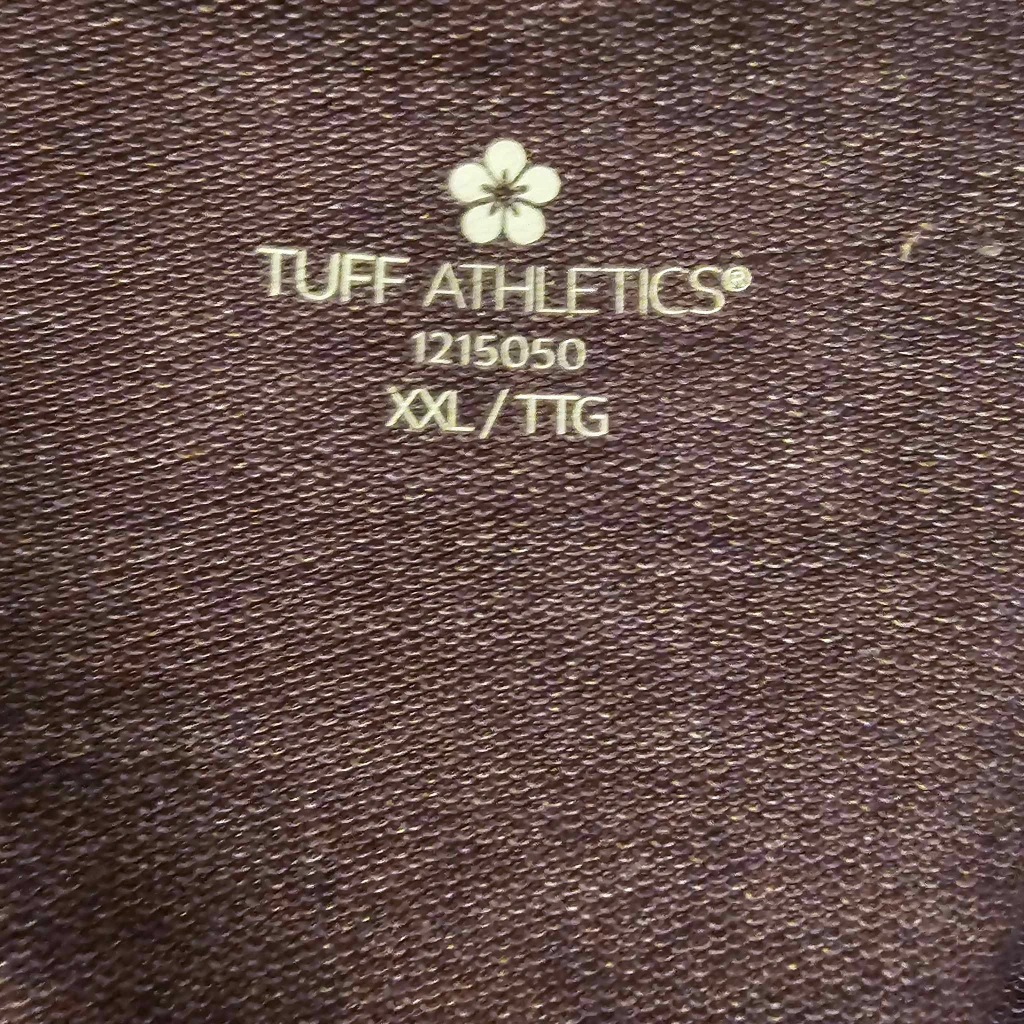 TUFF ATHLETICS®
1215050
XXL / TTG